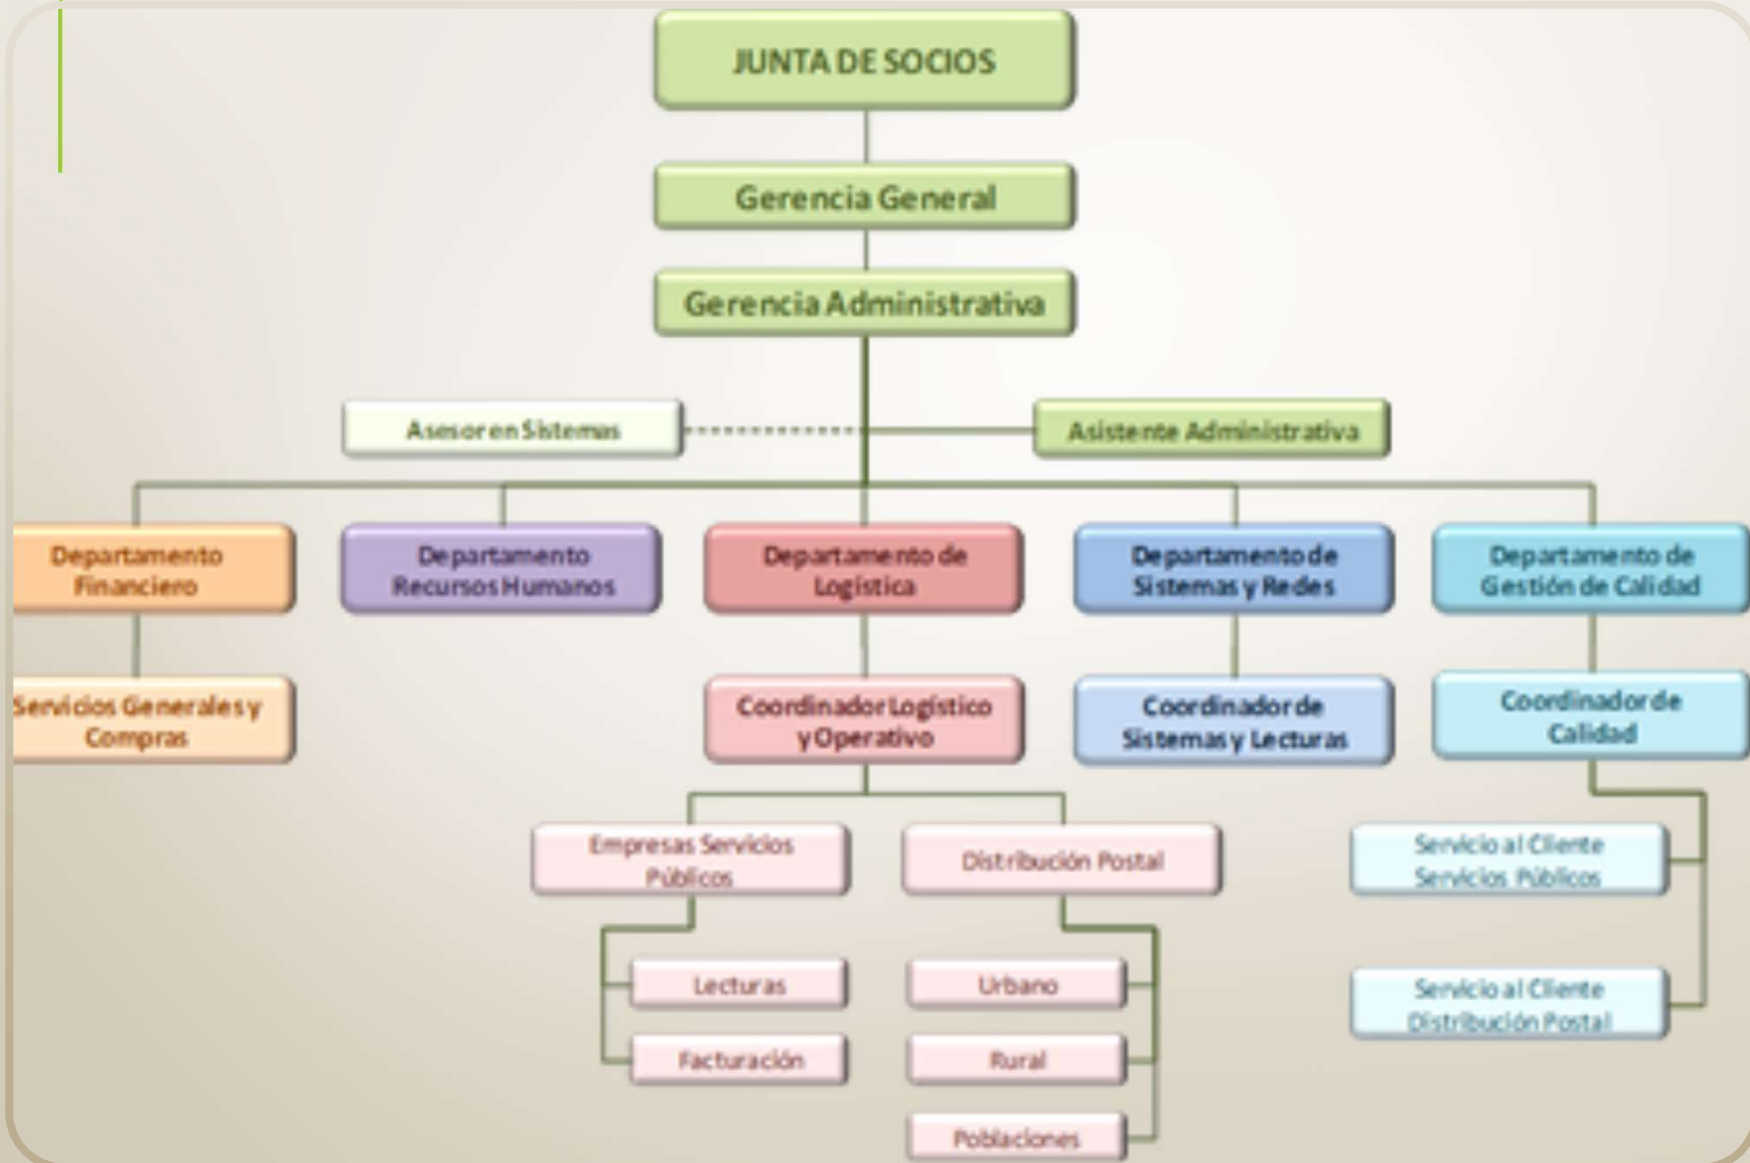 JUNTA DE SOCIOS
Gerencia General
Gerencia Administrativa
Asesor en Sistemas
Asistente Administrativa
Departamento
Financiero
Departamento
Recursos Humanos
Departamento de
Logística
Departamento de
Sistemas y Redes
Departamento de
Gestión de Calidad
Servicios Generales y
Compras
Coordinador Logístico
y Operativo
Coordinador de
Sistemas y Lecturas
Coordinador de
Calidad
Empresas Servicios
Públicos
Distribución Postal
Servicio al Cliente
Servicios Públicos
Lecturas
Facturación
Urbano
Rural
Poblaciones
Servicio al Cliente
Distribución Postal